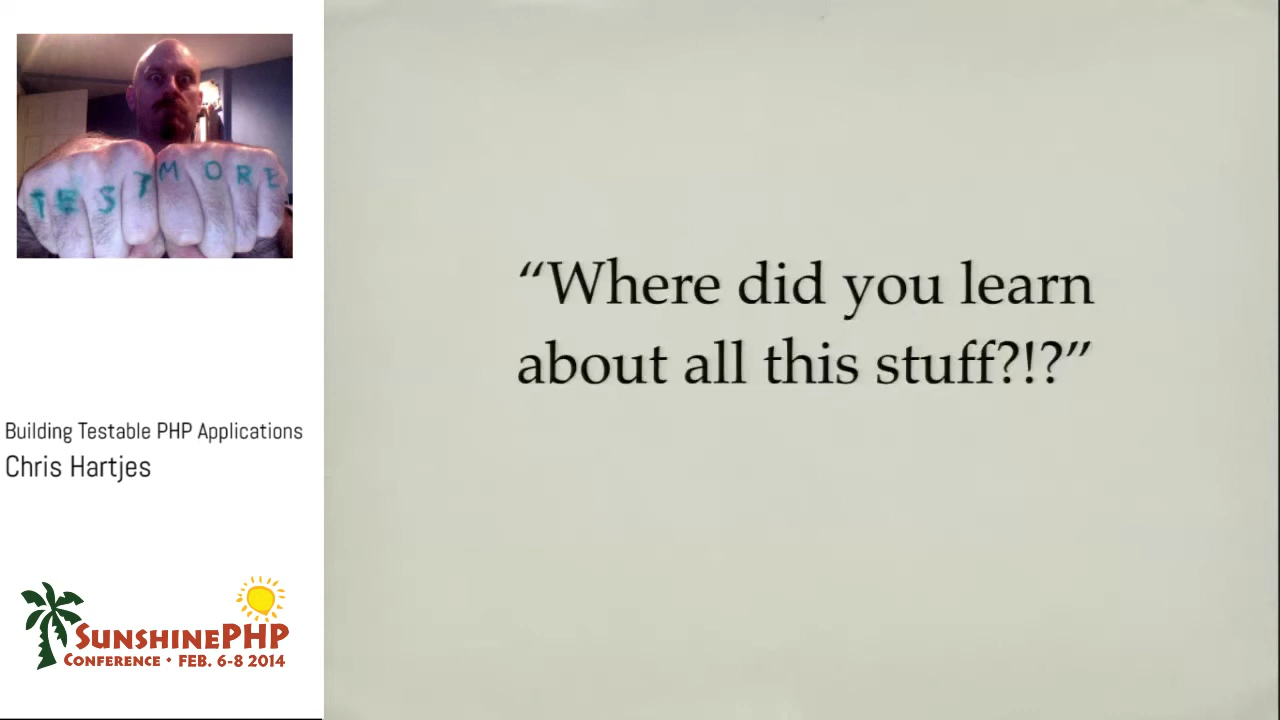 TEST MORE
“Where did you learn
about all this stuff?!?”
Building Testable PHP Applications
Chris Hartjes
SUNSHINEPHP
CONFERENCE • FEB. 6-8 2014